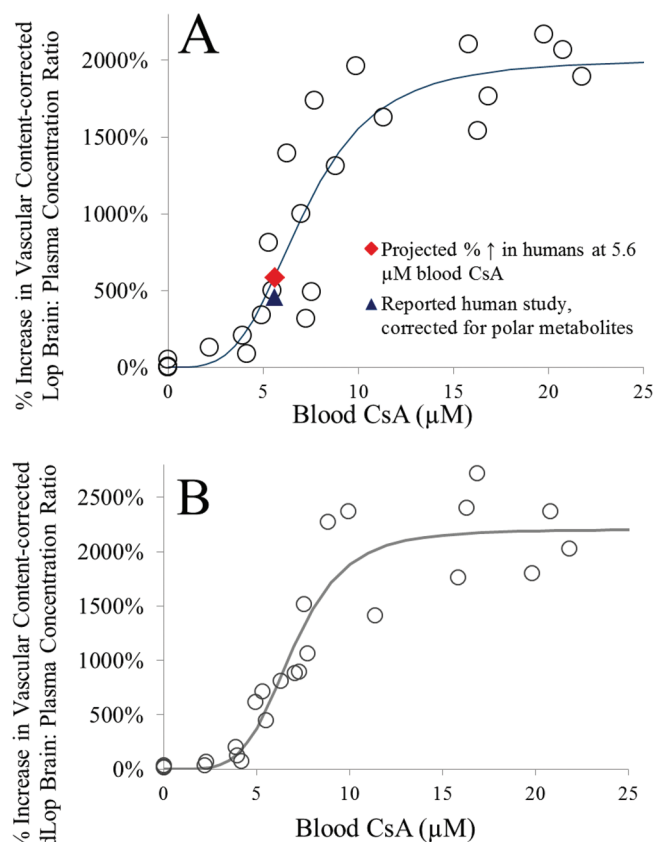 A
% Increase in Vascular Content-corrected
Lop Brain: Plasma Concentration Ratio
2000%
1500%
1000%
500%
0%
0
5
10
15
20
25
Blood CsA (µM)
Projected % ↑ in humans at 5.6
µM blood CsA
Reported human study,
corrected for polar metabolites
B
% Increase in Vascular Content-corrected
dLop Brain: Plasma Concentration Ratio
2500%
2000%
1500%
1000%
500%
0%
0
5
10
15
20
25
Blood CsA (µM)